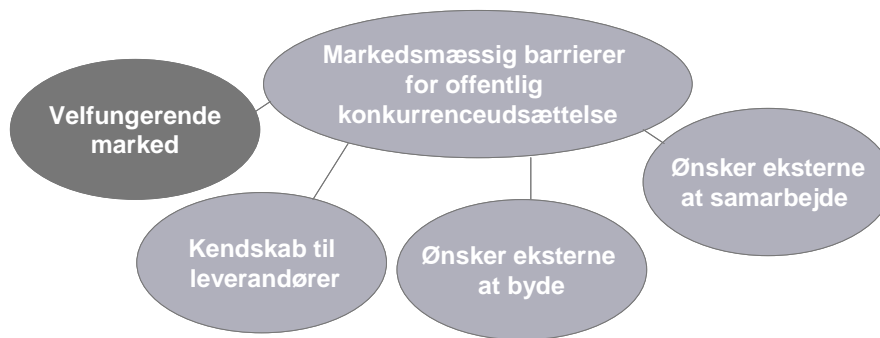 Markedsmæssig barrierer
for offentlig
konkurrenceudsættelse
Velfungerende
marked
Kendskab til
leverandører
Ønsker eksterne
at byde
Ønsker eksterne
at samarbejde